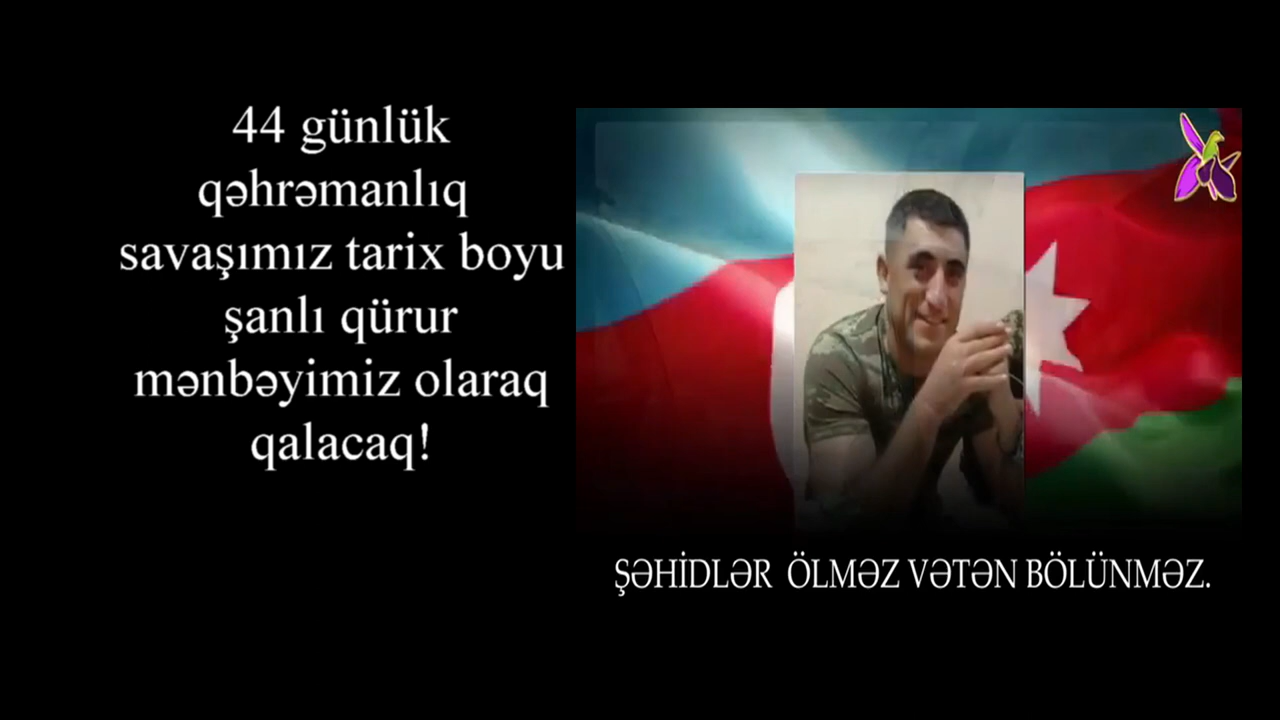 44 günlük
qəhrəmanlıq
savaşımız tarix boyu
şanlı qürur
mənbəyimiz olaraq
qalacaq!
ŞƏHİDLƏR ÖLMƏZ VƏTƏN BÖLÜNMƏZ.